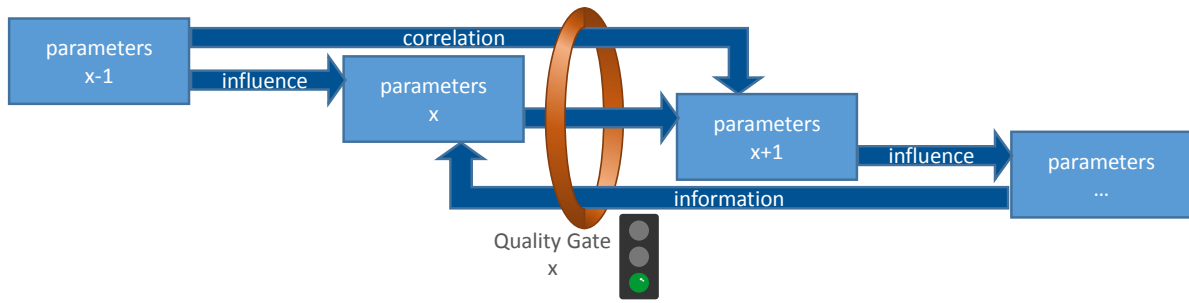 parameters
x-1
correlation
influence
parameters
x
parameters
x+1
influence
parameters
...
information
Quality Gate
x